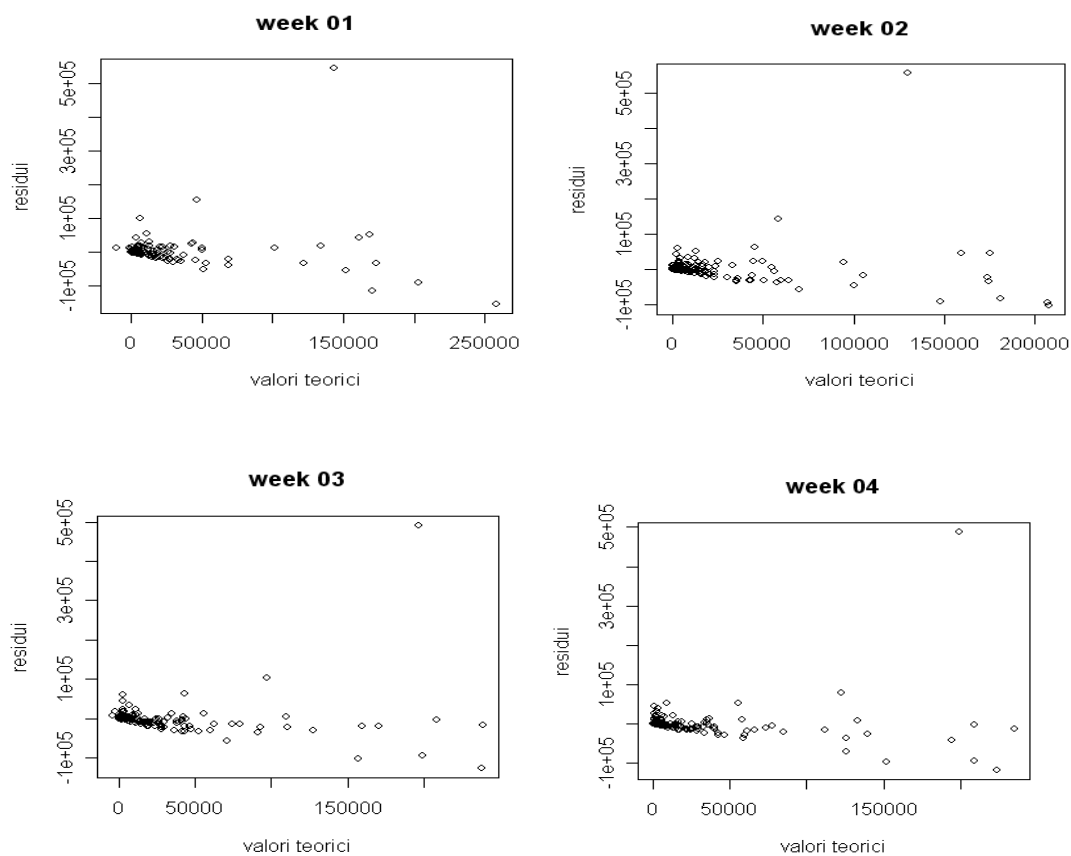 week 01
residui
5e+05
3e+05
1e+05
-1e+05
0 50000 150000 250000
valori teorici
week 02
residui
5e+05
3e+05
1e+05
-1e+05
0 50000 100000 150000 200000
valori teorici
week 03
residui
5e+05
3e+05
1e+05
-1e+05
0 50000 150000
valori teorici
week 04
residui
5e+05
3e+05
1e+05
-1e+05
0 50000 150000
valori teorici